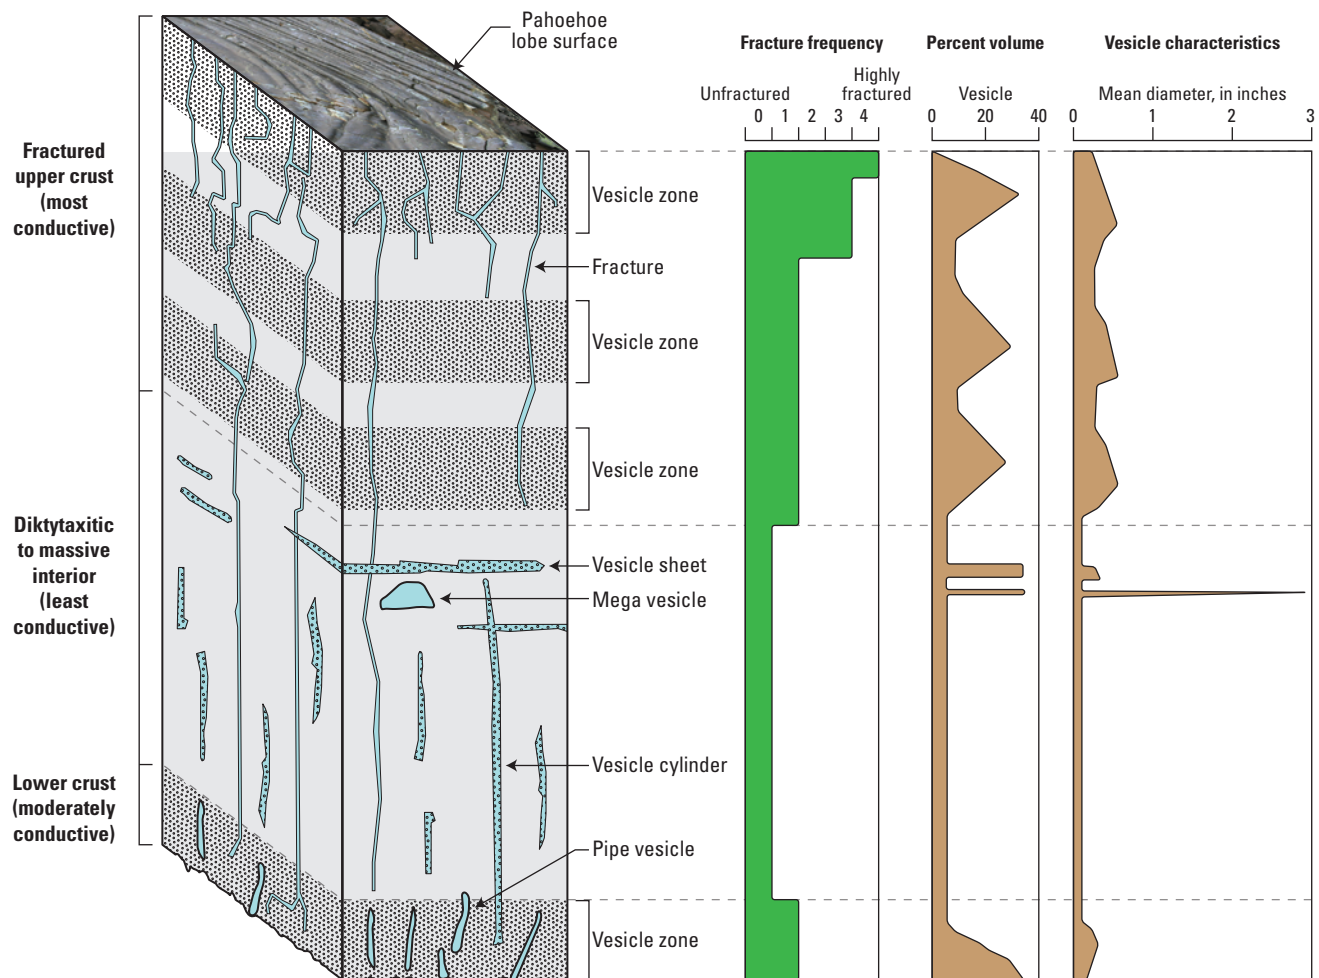 Pahoehoe
lobe surface
Fracture frequency
Percent volume
Vesicle characteristics
Unfractured
Highly
fractured
Vesicle
Mean diameter, in inches
0 1 2 3 4
0 20 40
0 1 2 3
Fractured
upper crust
(most
conductive)
Vesicle zone
Fracture
Vesicle zone
Vesicle zone
Diktytaxitic
to massive
interior
(least
conductive)
Vesicle sheet
Mega vesicle
Vesicle cylinder
Lower crust
(moderately
conductive)
Pipe vesicle
Vesicle zone